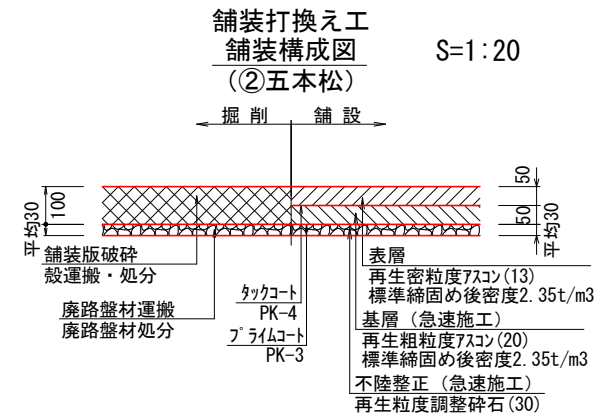 舗装打換え工
舗装構成図
S=1:20
(②五本松)
掘削
舗設
100
平均30
50
50
平均30
舗装版破砕
殻運搬・処分
廃路盤材運搬
廃路盤材処分
タックコート
PK-4
プライムコート
PK-3
表層
再生密粒度アスコン(13)
標準締固め後密度2.35t/m3
基層(急速施工)
再生粗粒度アスコン(20)
標準締固め後密度2.35t/m3
不陸整正(急速施工)
再生粒度調整砕石(30)